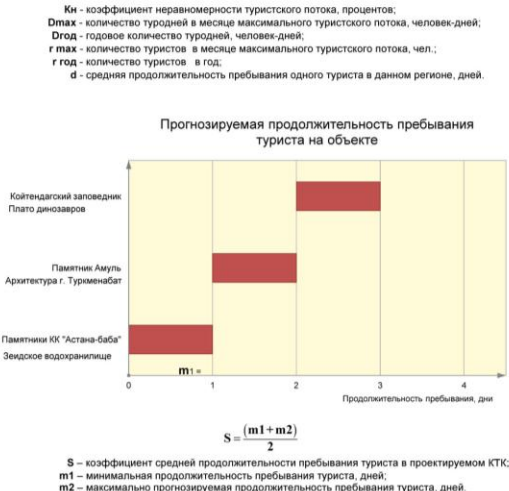 Кн - коэффициент неравномерности туристского потока, процентов;
Dmax - количество туродней в месяце максимального туристского потока, человек-дней;
Dгод - годовое количество туродней, человек-дней;
r max - количество туристов в месяце максимального туристского потока, чел.;
r год - количество туристов в год;
d - средняя продолжительность пребывания одного туриста в данном регионе, дней.
Прогнозируемая продолжительность пребывания
туриста на объекте
Койтендагский заповедник
Плато динозавров
Памятник Амуль
Архитектура г. Туркменабат
Памятники КК "Астана-баба"
Зеидское водохранилище
m1 =
0 1 2 3 4
Продолжительность пребывания, дни
S = (m1+m2)
2
S – коэффициент средней продолжительности пребывания туриста в проектируемом КТК;
m1 – минимальная продолжительность пребывания туриста, дней;
m2 – максимально прогнозируемая продолжительность пребывания туриста, дней.